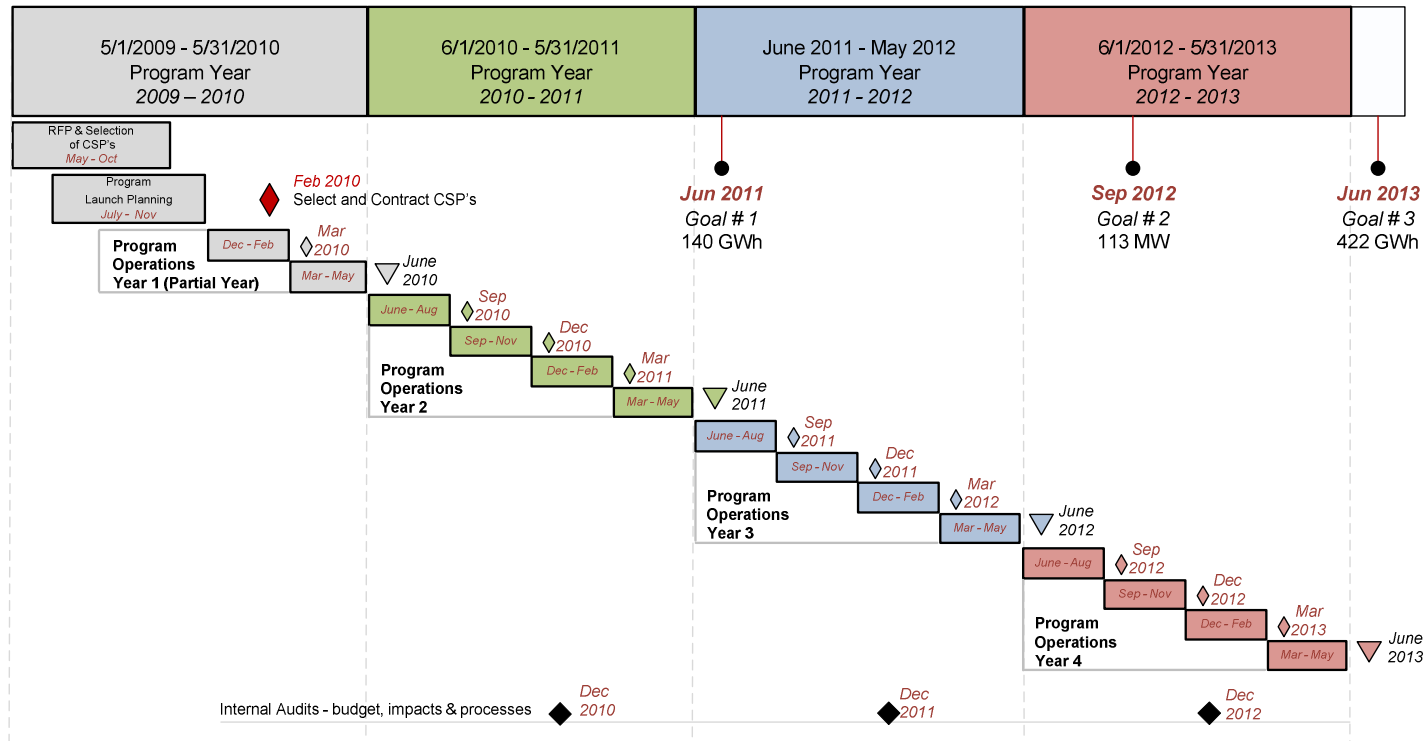 5/1/2009 - 5/31/2010
Program Year
2009 – 2010
6/1/2010 - 5/31/2011
Program Year
2010 - 2011
June 2011 - May 2012
Program Year
2011 - 2012
6/1/2012 - 5/31/2013
Program Year
2012 - 2013
RFP & Selection
of CSP's
May - Oct
Program
Launch Planning
July - Nov
Feb 2010
Select and Contract CSP's
Jun 2011
Goal # 1
140 GWh
Sep 2012
Goal # 2
113 MW
Jun 2013
Goal # 3
422 GWh
Program
Operations
Year 1 (Partial Year)
Dec - Feb
Mar
2010
Mar - May
June
2010
June - Aug
Sep
2010
Sep - Nov
Dec
2010
Dec - Feb
Mar
2011
Mar - May
June
2011
Program
Operations
Year 2
June - Aug
Sep
2011
Sep - Nov
Dec
2011
Dec - Feb
Mar
2012
Mar - May
June
2012
Program
Operations
Year 3
June - Aug
Sep
2012
Sep - Nov
Dec
2012
Dec - Feb
Mar
2013
Mar - May
June
2013
Program
Operations
Year 4
Internal Audits - budget, impacts & processes
Dec
2010
Dec
2011
Dec
2012